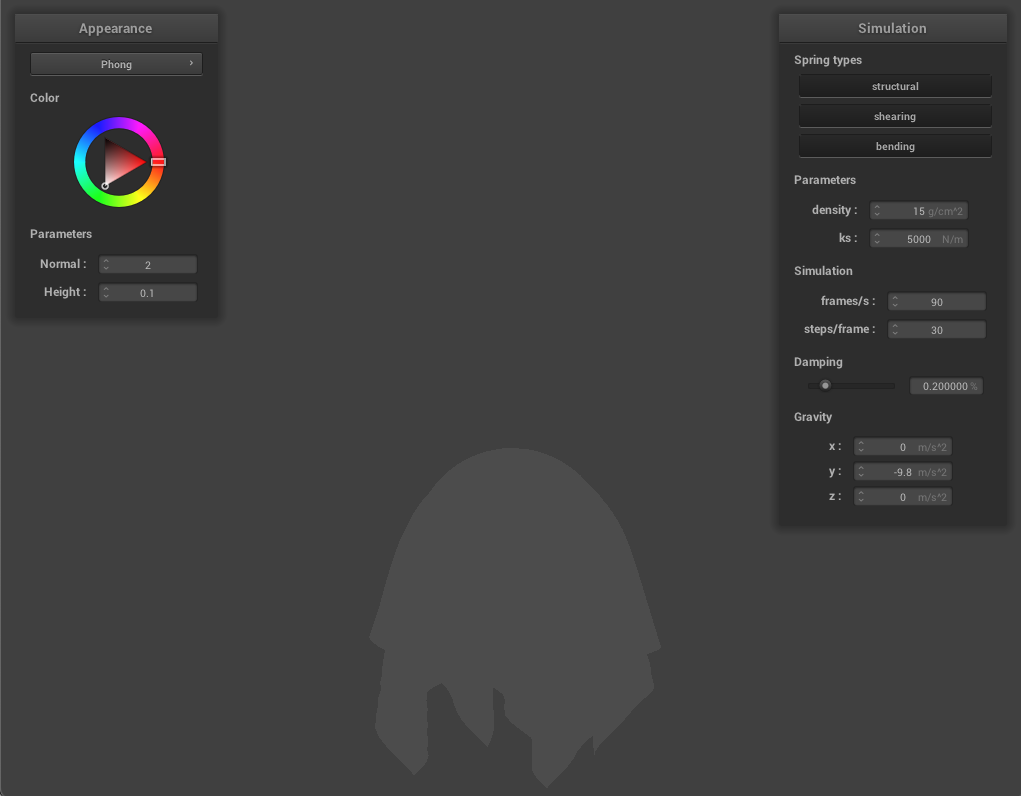 Appearance
Phong
Color
Parameters
Normal : 2
Height : 0.1
Simulation
Spring types
structural
shearing
bending
Parameters
density : 15 g/cm^2
ks : 5000 N/m
Simulation
frames/s : 90
steps/frame : 30
Damping
0.200000 %
Gravity
x : 0 m/s^2
y : -9.8 m/s^2
z : 0 m/s^2